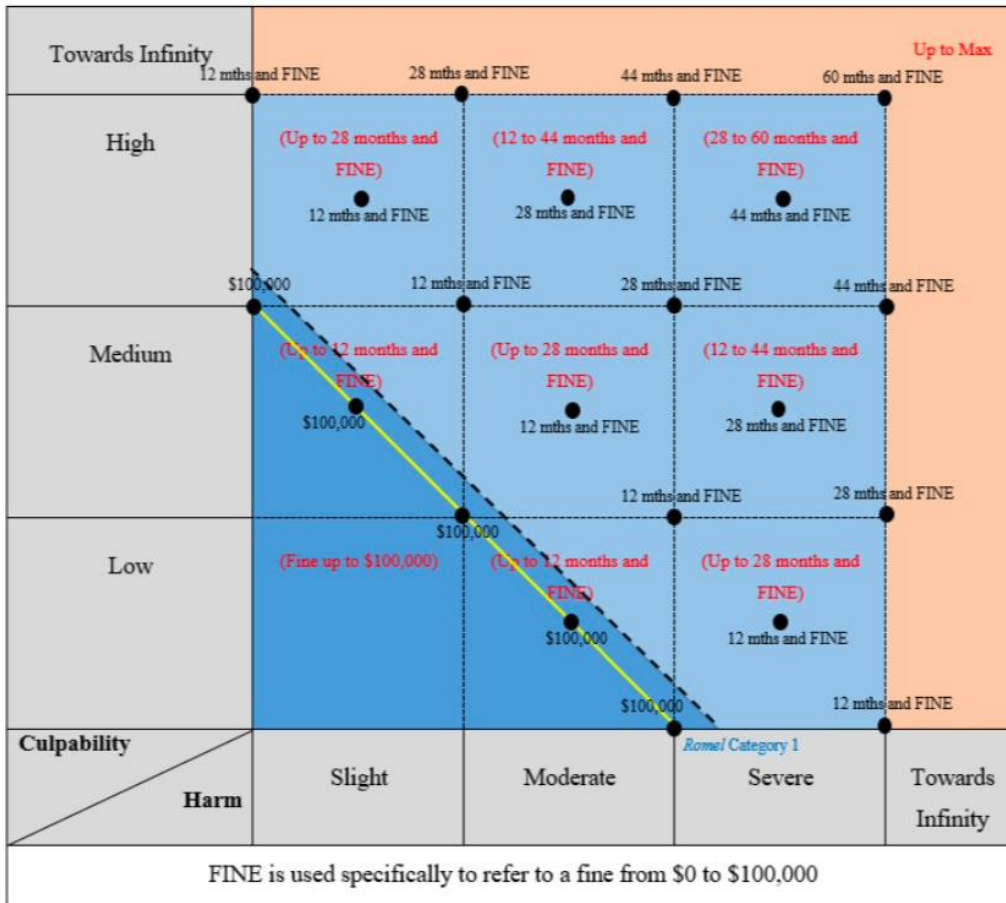 Towards Infinity
Up to Max
12 mths and FINE
28 mths and FINE
44 mths and FINE
60 mths and FINE
High
(Up to 28 months and
FINE)
12 mths and FINE
(12 to 44 months and
FINE)
28 mths and FINE
(28 to 60 months and
FINE)
44 mths and FINE
$100,000
12 mths and FINE
28 mths and FINE
44 mths and FINE
Medium
(Up to 12 months and
FINE)
$100,000
(Up to 28 months and
FINE)
12 mths and FINE
(12 to 44 months and
FINE)
28 mths and FINE
$100,000
12 mths and FINE
28 mths and FINE
Low
(Fine up to $100,000)
(Up to 12 months and
FINE)
$100,000
(Up to 28 months and
FINE)
12 mths and FINE
$100,000
12 mths and FINE
Culpability
Harm
Romel Category 1
Slight
Moderate
Severe
Towards
Infinity
FINE is used specifically to refer to a fine from $0 to $100,000